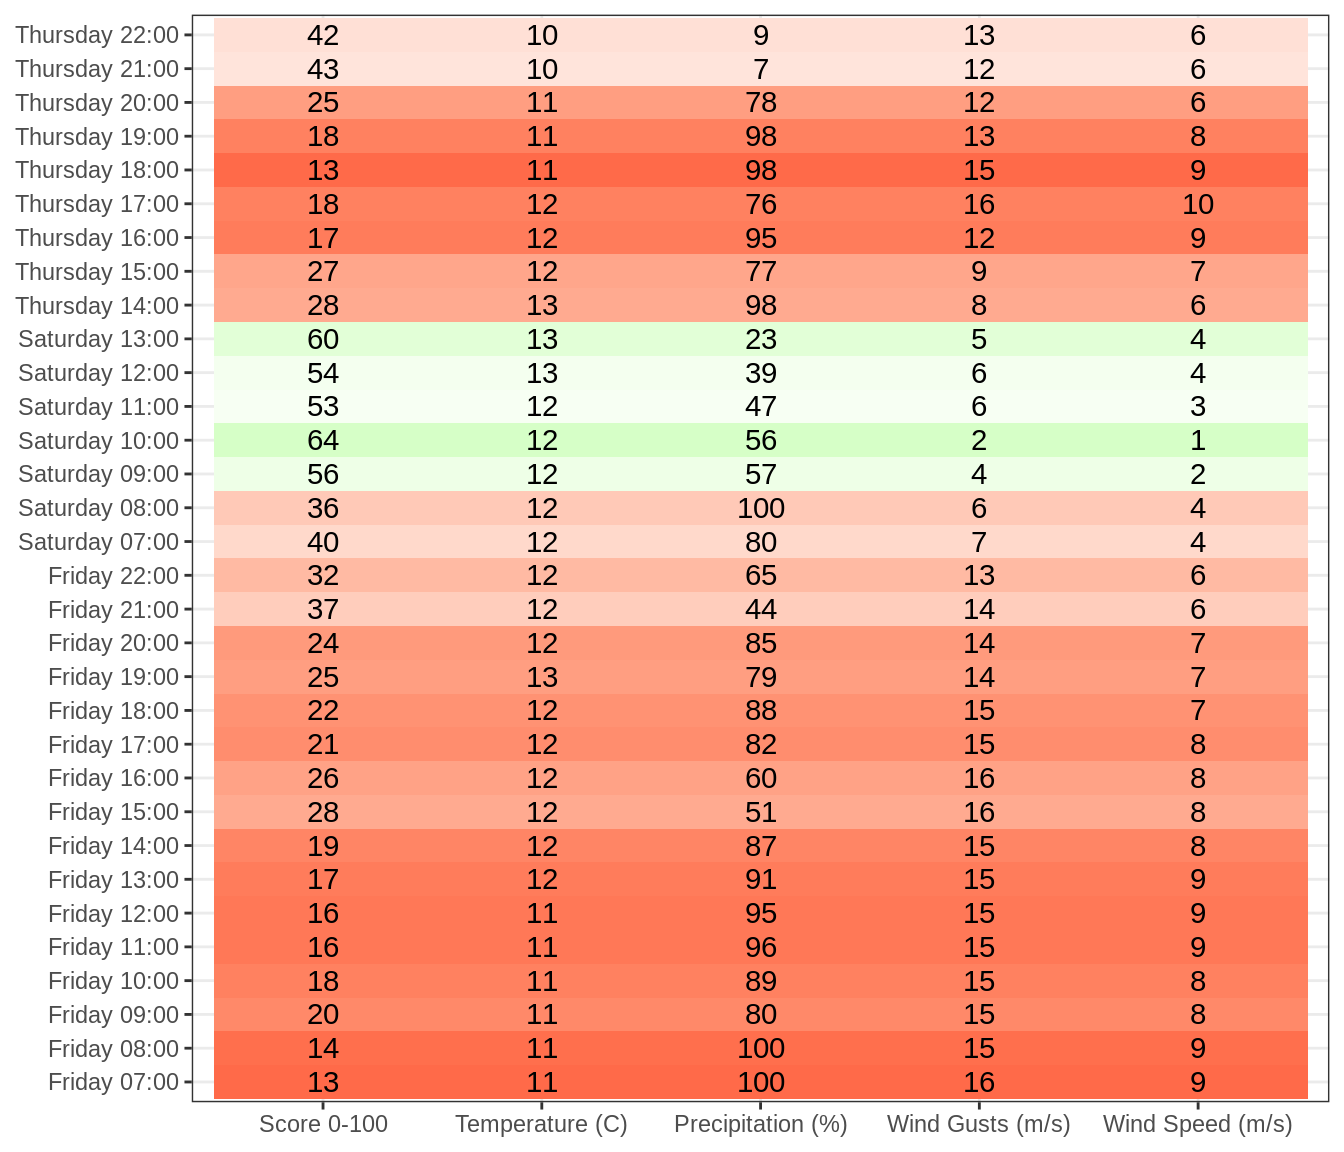 Thursday 22:00 42 10 9 13 6
Thursday 21:00 43 10 7 12 6
Thursday 20:00 25 11 78 12 6
Thursday 19:00 18 11 98 13 8
Thursday 18:00 13 11 98 15 9
Thursday 17:00 18 12 76 16 10
Thursday 16:00 17 12 95 12 9
Thursday 15:00 27 12 77 9 7
Thursday 14:00 28 13 98 8 6
Saturday 13:00 60 13 23 5 4
Saturday 12:00 54 13 39 6 4
Saturday 11:00 53 12 47 6 3
Saturday 10:00 64 12 56 2 1
Saturday 09:00 56 12 57 4 2
Saturday 08:00 36 12 100 6 4
Saturday 07:00 40 12 80 7 4
Friday 22:00 32 12 65 13 6
Friday 21:00 37 12 44 14 6
Friday 20:00 24 12 85 14 7
Friday 19:00 25 13 79 14 7
Friday 18:00 22 12 88 15 7
Friday 17:00 21 12 82 15 8
Friday 16:00 26 12 60 16 8
Friday 15:00 28 12 51 16 8
Friday 14:00 19 12 87 15 8
Friday 13:00 17 12 91 15 9
Friday 12:00 16 11 95 15 9
Friday 11:00 16 11 96 15 9
Friday 10:00 18 11 89 15 8
Friday 09:00 20 11 80 15 8
Friday 08:00 14 11 100 15 9
Friday 07:00 13 11 100 16 9
Score 0-100 Temperature (C) Precipitation (%) Wind Gusts (m/s) Wind Speed (m/s)